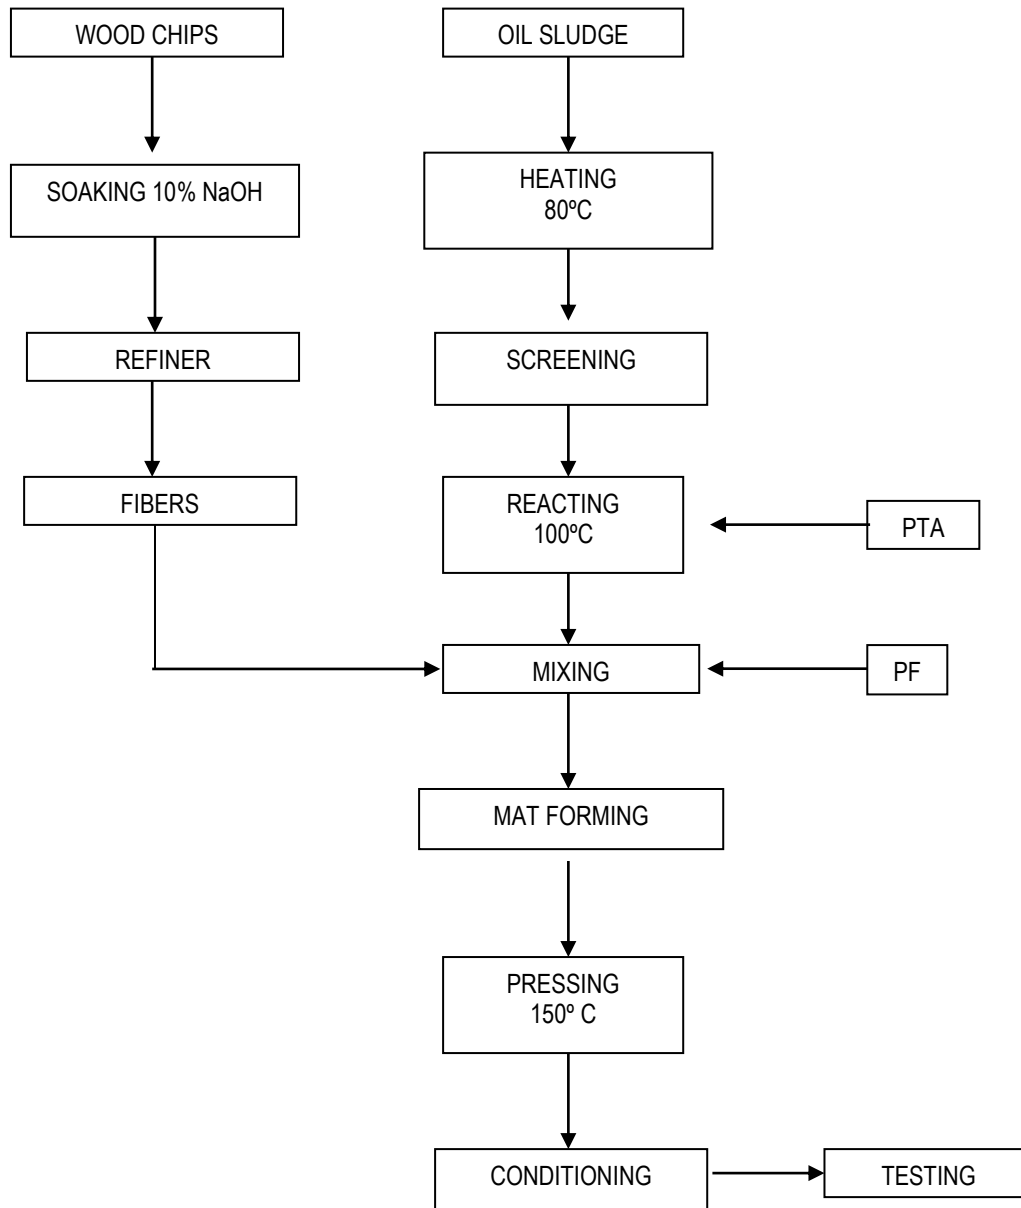 WOOD CHIPS
OIL SLUDGE
SOAKING 10% NaOH
HEATING
80ºC
REFINER
SCREENING
FIBERS
REACTING
100ºC
PTA
MIXING
PF
MAT FORMING
PRESSING
150º C
CONDITIONING
TESTING